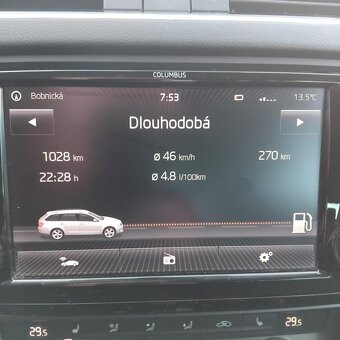 COLUMBUS
Bobnická 7:53 13.5°C
Dlouhodobá
1028 km ø 46 km/h 270 km
22:28 h ø 4.8 l/100km
29.5 29.5